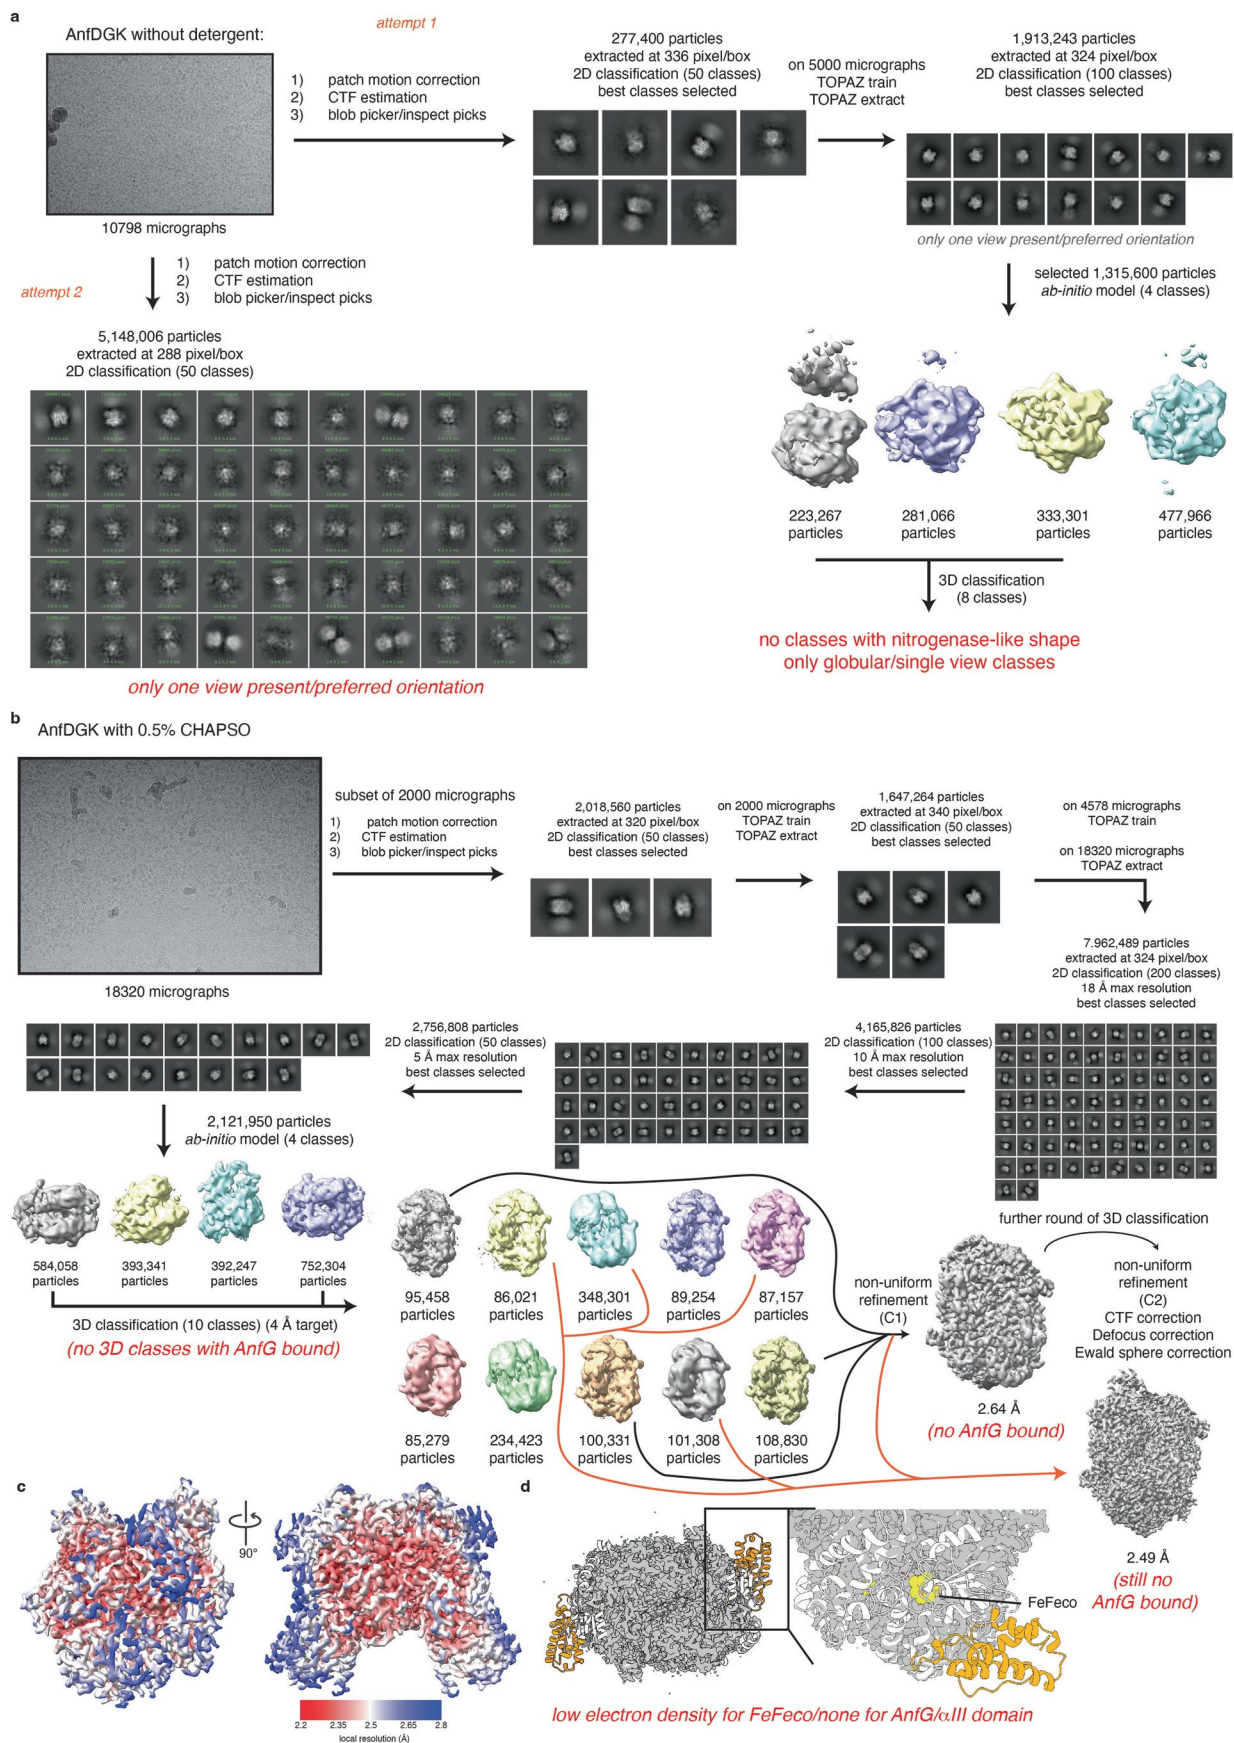 a
attempt 1
AnfDGK without detergent:
1) patch motion correction
2) CTF estimation
3) blob picker/inspect picks
277,400 particles
extracted at 336 pixel/box
2D classification (50 classes)
best classes selected
on 5000 micrographs
TOPAZ train
TOPAZ extract
1,913,243 particles
extracted at 324 pixel/box
2D classification (100 classes)
best classes selected
only one view present/preferred orientation
10798 micrographs
attempt 2
1) patch motion correction
2) CTF estimation
3) blob picker/inspect picks
selected 1,315,600 particles
ab-initio model (4 classes)
5,148,006 particles
extracted at 288 pixel/box
2D classification (50 classes)
223,267
particles
281,066
particles
333,301
particles
477,966
particles
3D classification
(8 classes)
no classes with nitrogenase-like shape
only globular/single view classes
only one view present/preferred orientation
b
AnfDGK with 0.5% CHAPSO
subset of 2000 micrographs
1) patch motion correction
2) CTF estimation
3) blob picker/inspect picks
2,018,560 particles
extracted at 320 pixel/box
2D classification (50 classes)
best classes selected
on 2000 micrographs
TOPAZ train
TOPAZ extract
1,647,264 particles
extracted at 340 pixel/box
2D classification (50 classes)
best classes selected
on 4578 micrographs
TOPAZ train
on 18320 micrographs
TOPAZ extract
7.962,489 particles
extracted at 324 pixel/box
2D classification (200 classes)
18 Å max resolution
best classes selected
18320 micrographs
4,165,826 particles
2D classification (100 classes)
10 Å max resolution
best classes selected
2,756,808 particles
2D classification (50 classes)
5 Å max resolution
best classes selected
2,121,950 particles
ab-initio model (4 classes)
584,058
particles
393,341
particles
392,247
particles
752,304
particles
3D classification (10 classes) (4 Å target)
(no 3D classes with AnfG bound)
95,458
particles
86,021
particles
348,301
particles
89,254
particles
87,157
particles
85,279
particles
234,423
particles
100,331
particles
101,308
particles
108,830
particles
non-uniform
refinement
(C1)
further round of 3D classification
non-uniform
refinement
(C2)
CTF correction
Defocus correction
Ewald sphere correction
2.64 Å
(no AnfG bound)
2.49 Å
(still no
AnfG bound)
c
90°
2.2 2.35 2.5 2.65 2.8
local resolution (Å)
d
FeFeco
low electron density for FeFeco/none for AnfG/αIII domain